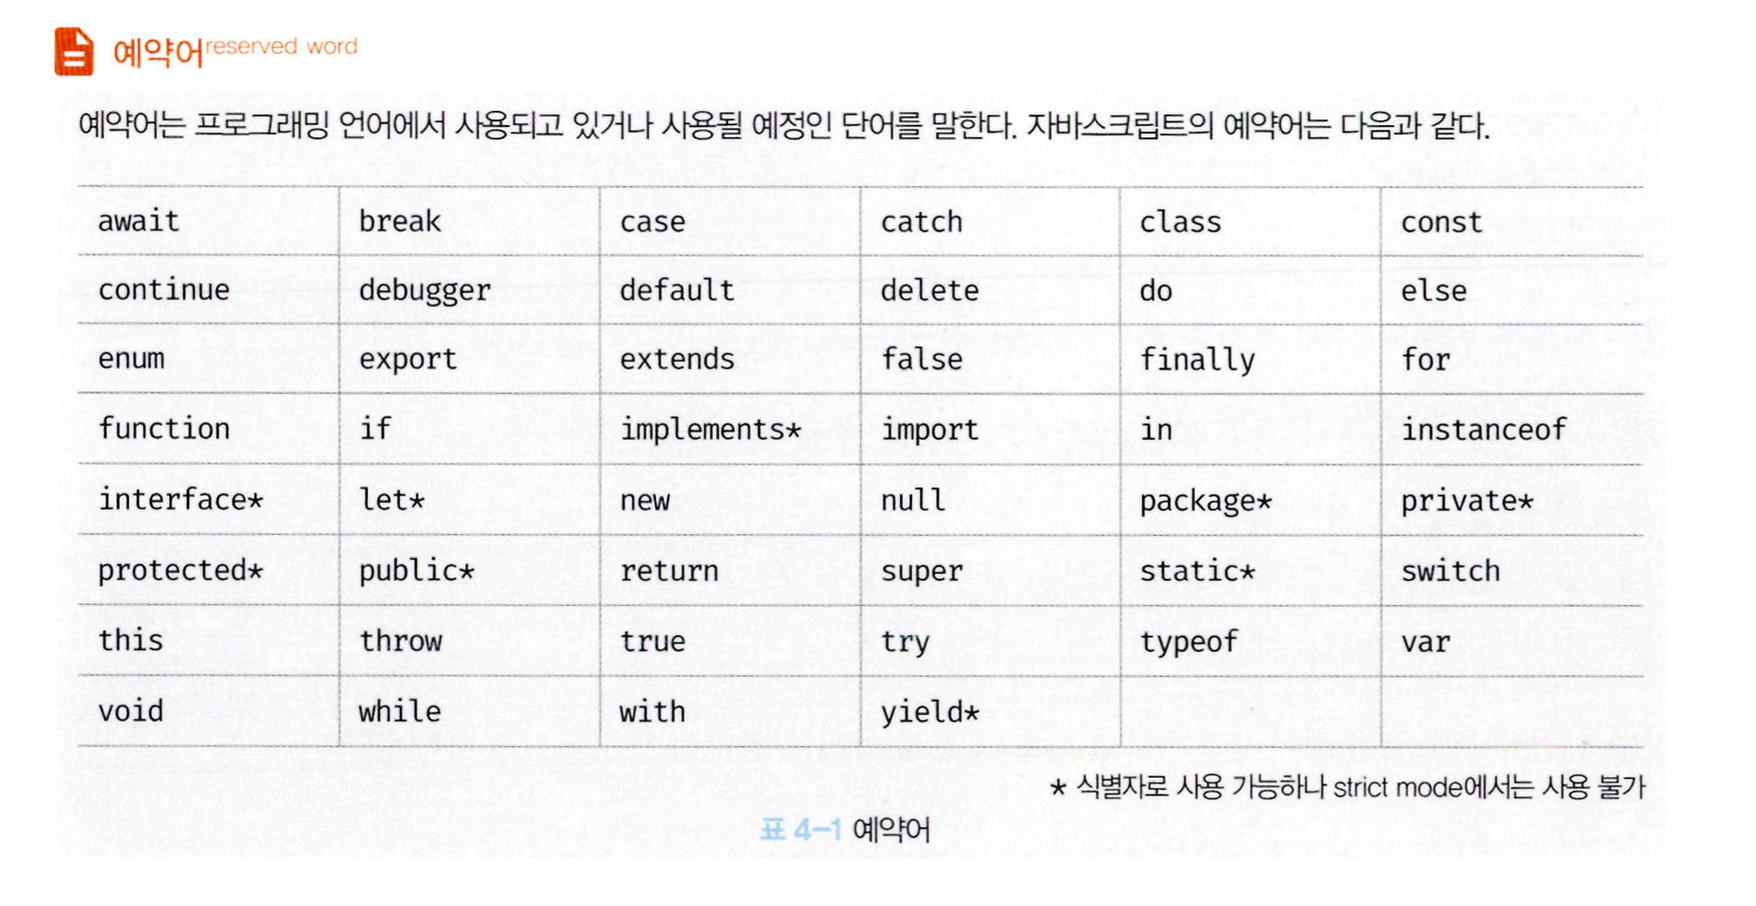 예약어reserved word
예약어는 프로그래밍 언어에서 사용되고 있거나 사용될 예정인 단어를 말한다. 자바스크립트의 예약어는 다음과 같다.
await break case catch class const
continue debugger default delete do else
enum export extends false finally for
function if implements* import in instanceof
interface* let* new null package* private*
protected* public* return super static* switch
this throw true try typeof var
void while with yield*
* 식별자로 사용 가능하나 strict mode에서는 사용 불가
표 4-1 예약어